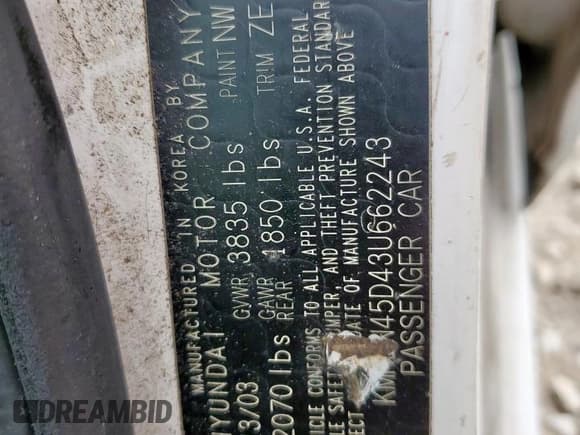 MANUFACTURED IN KOREA BY
HYUNDAI MOTOR COMPANY
3/03 GVWR 3835 lbs PAINT NW
2070 lbs GAWR REAR 1850 lbs TRIM ZE
CONFORMS TO ALL APPLICABLE U.S.A. FEDERAL
AND THEFT PREVENTION STANDAR
OF MANUFACTURE SHOWN ABOVE
45D43U662243
PASSENGER CAR
DREAMBID